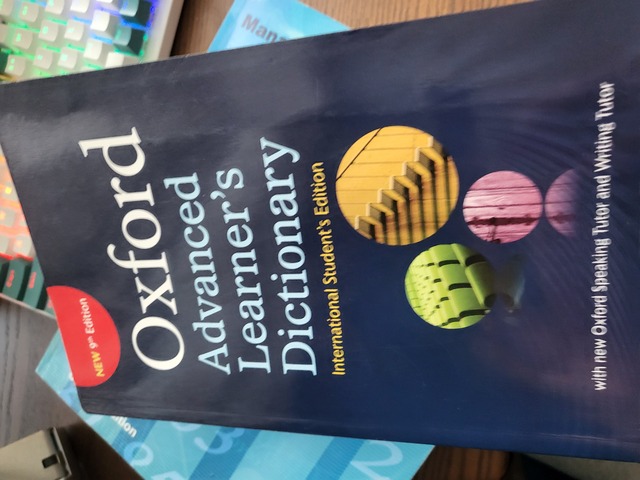 NEW 9th Edition
Oxford
Advanced
Learner's
Dictionary
International Student's Edition
with new Oxford Speaking Tutor and Writing Tutor